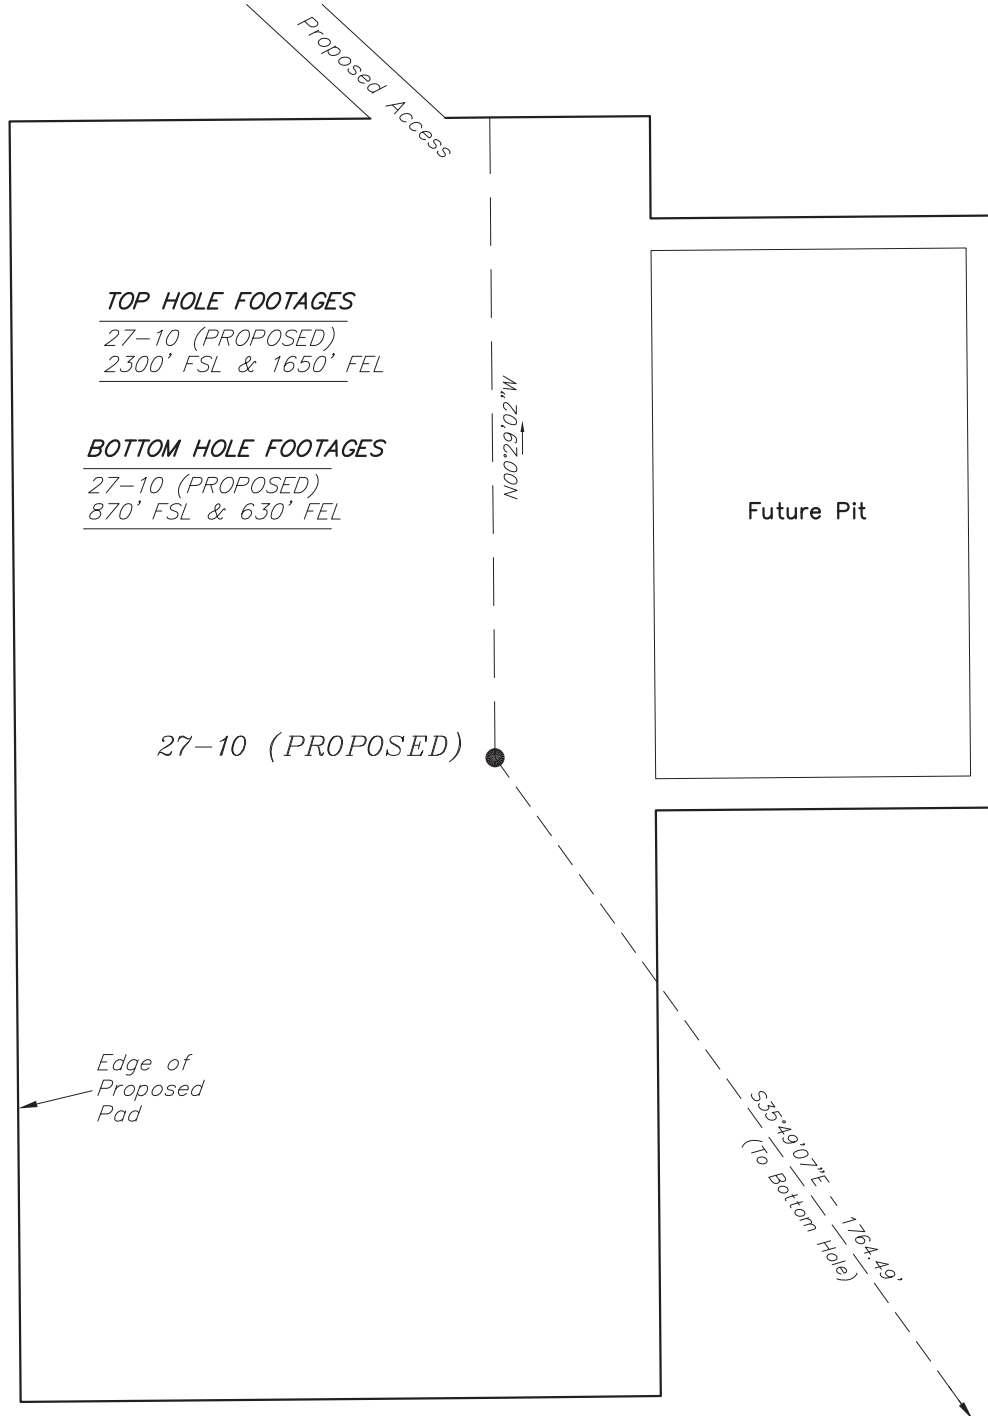 Proposed Access
TOP HOLE FOOTAGES
27-10 (PROPOSED)
2300' FSL & 1650' FEL
N00°29'02"W
BOTTOM HOLE FOOTAGES
27-10 (PROPOSED)
870' FSL & 630' FEL
Future Pit
27-10 (PROPOSED)
Edge of
Proposed
Pad
S35°49'07"E - 1764.49'
(To Bottom Hole)